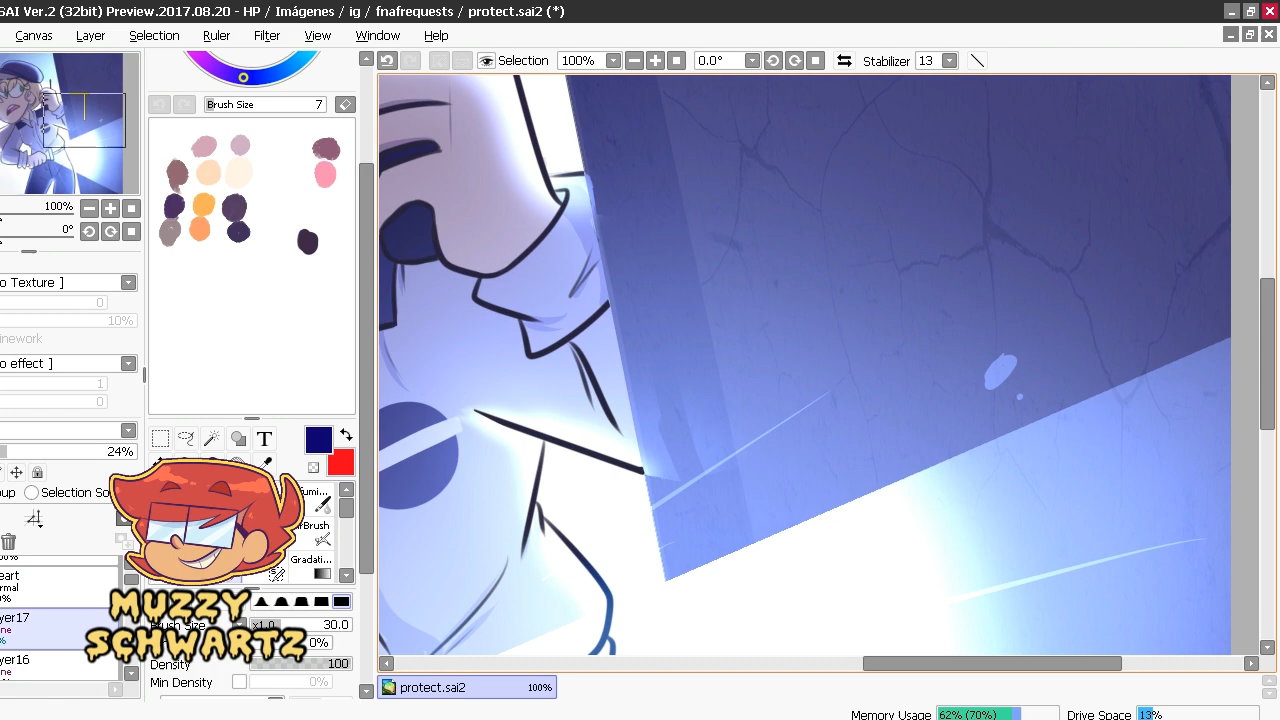 SAI Ver.2 (32bit) Preview.2017.08.20 - HP / Imágenes / ig / fnafrequests / protect.sai2 (*)
Canvas Layer Selection Ruler Filter View Window Help
Selection 100% 0.0° Stabilizer 13
Brush Size 7
100%
0°
o Texture ]
0
10%
inework
o effect ]
1
0
24%
T
oup Selection So
Gradati
eart
yer17
yer16
MUZZY
SCHWARTZ
Brush Size x1.0 30.0
0%
Density 100
Min Density 0%
protect.sai2 100%
Memory Usage 62% (70%) Drive Space 13%